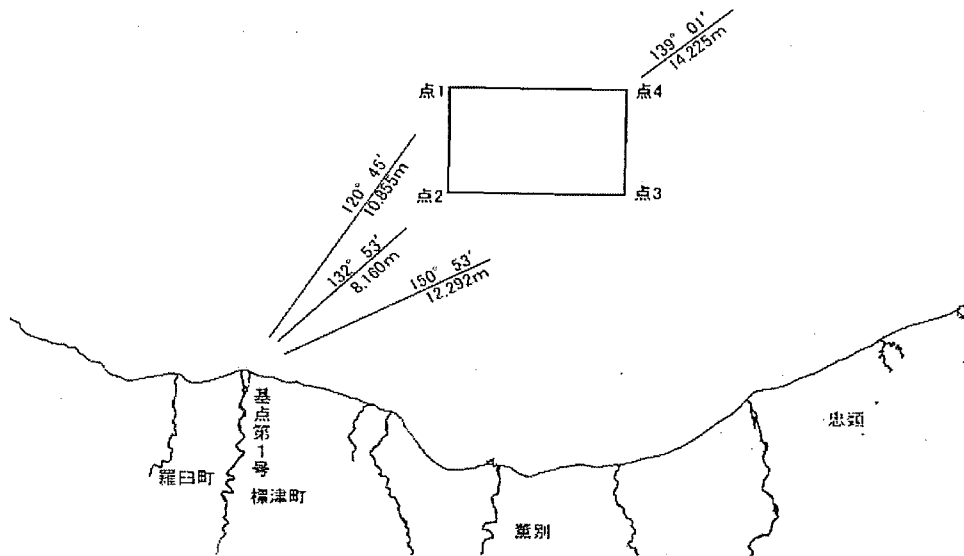 139° 01′
14.225m
点1
点4
120° 45′
10.855m
点2
点3
132° 53′
8.160m
150° 53′
12.292m
基点第1号
忠類
羅臼町
標津町
薫別